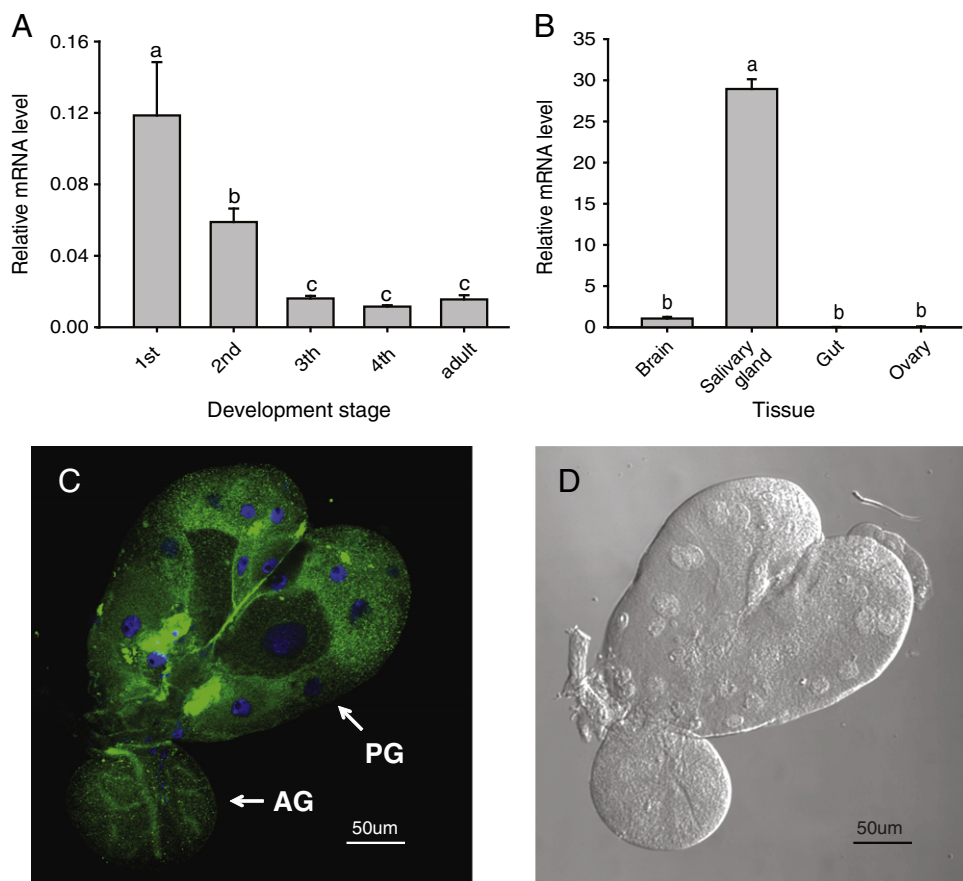 A
Relative mRNA level
0.16
0.12
0.08
0.04
0.00
a
b
c
c
c
1st
2nd
3th
4th
adult
Development stage
B
Relative mRNA level
35
30
25
20
15
10
5
0
b
a
b
b
Brain
Salivary
gland
Gut
Ovary
Tissue
C
PG
AG
50um
D
50um